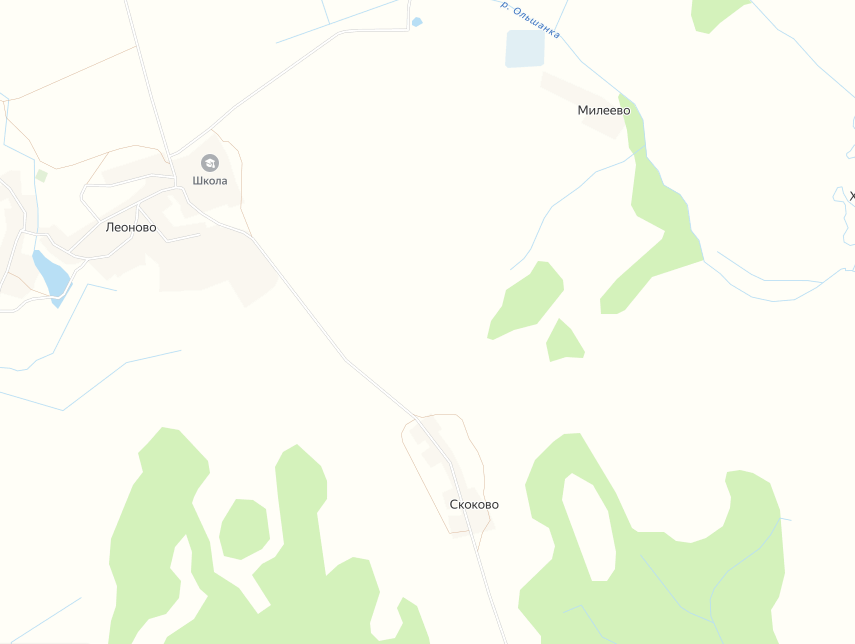 р. Ольшанка
Милеево
Школа
Х
Леоново
Скоково